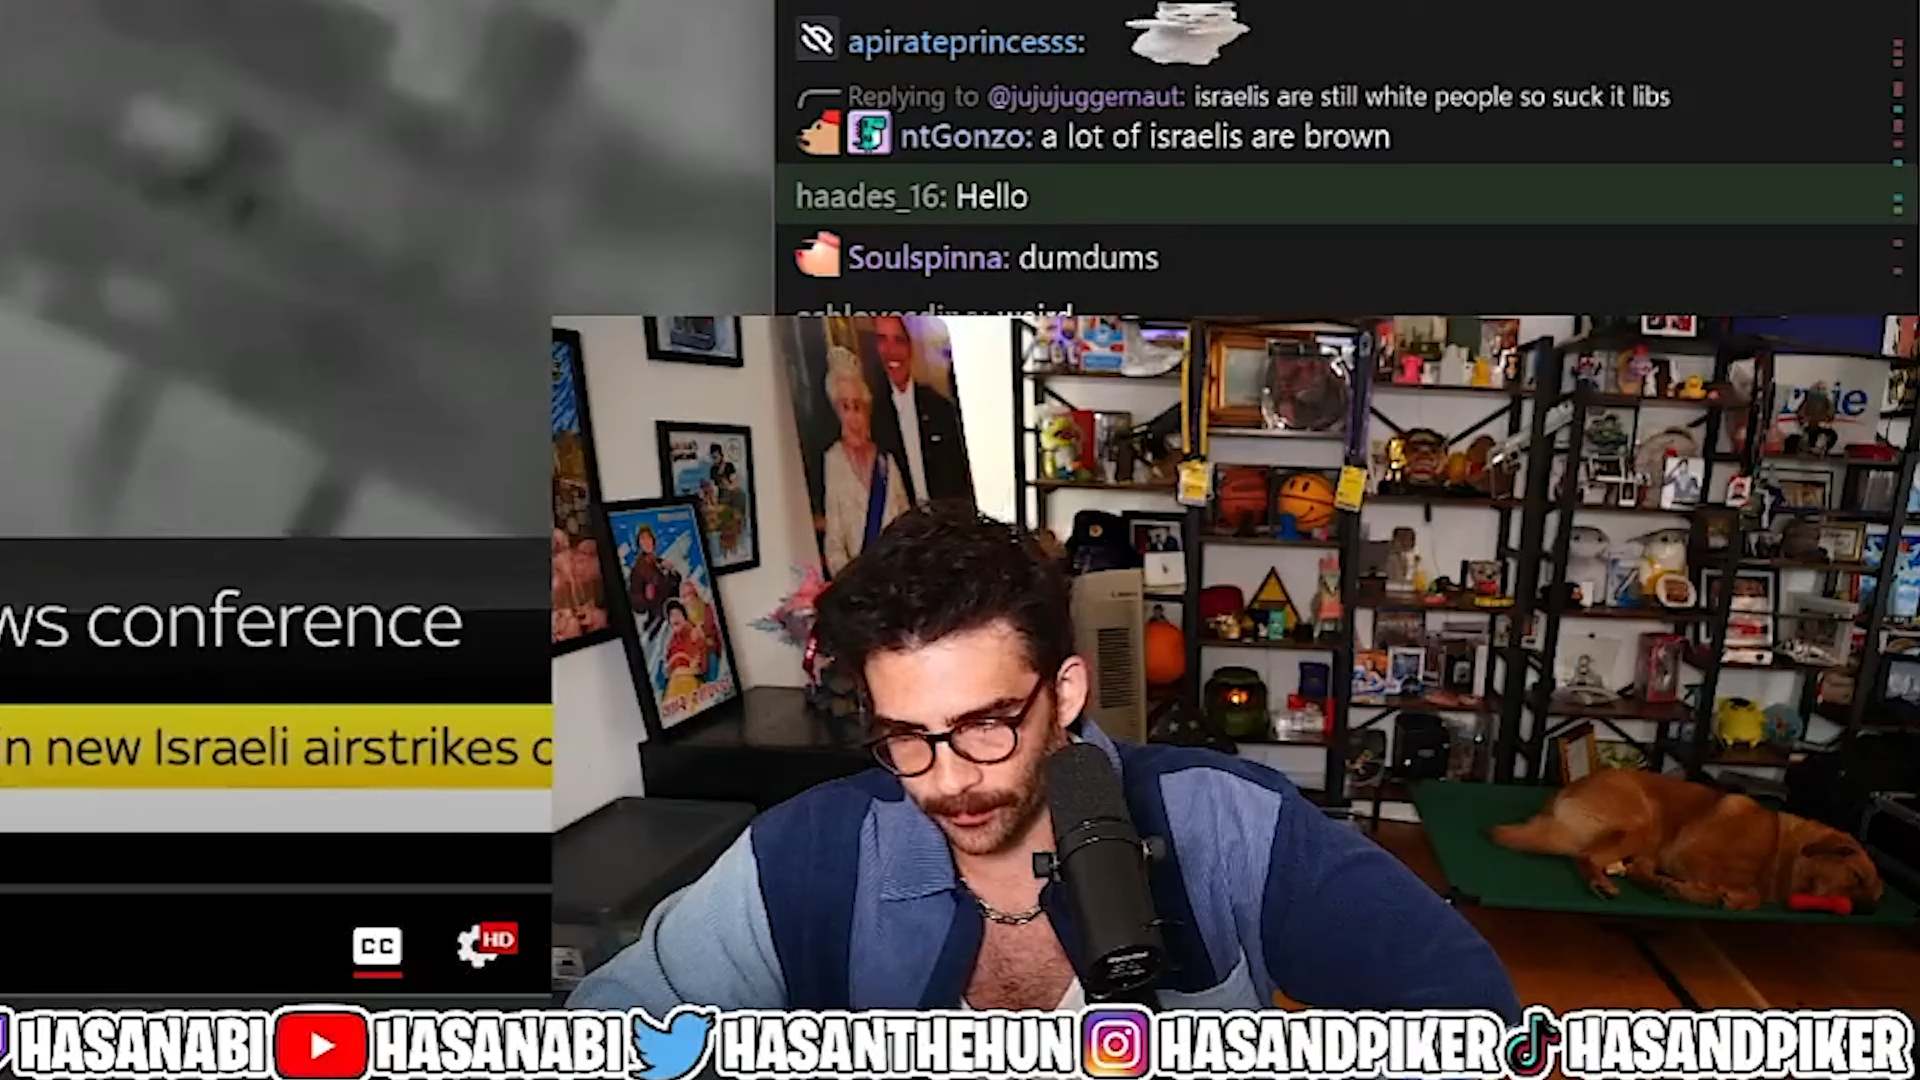 apirateprincesss:
Replying to @jujujuggernaut: israelis are still white people so suck it libs
ntGonzo: a lot of israelis are brown
haades_16: Hello
Soulspinna: dumdums
ws conference
in new Israeli airstrikes
CC
HD
HASANABI HASANABI HASANTHEHUN HASANDPIKER HASANDPIKER